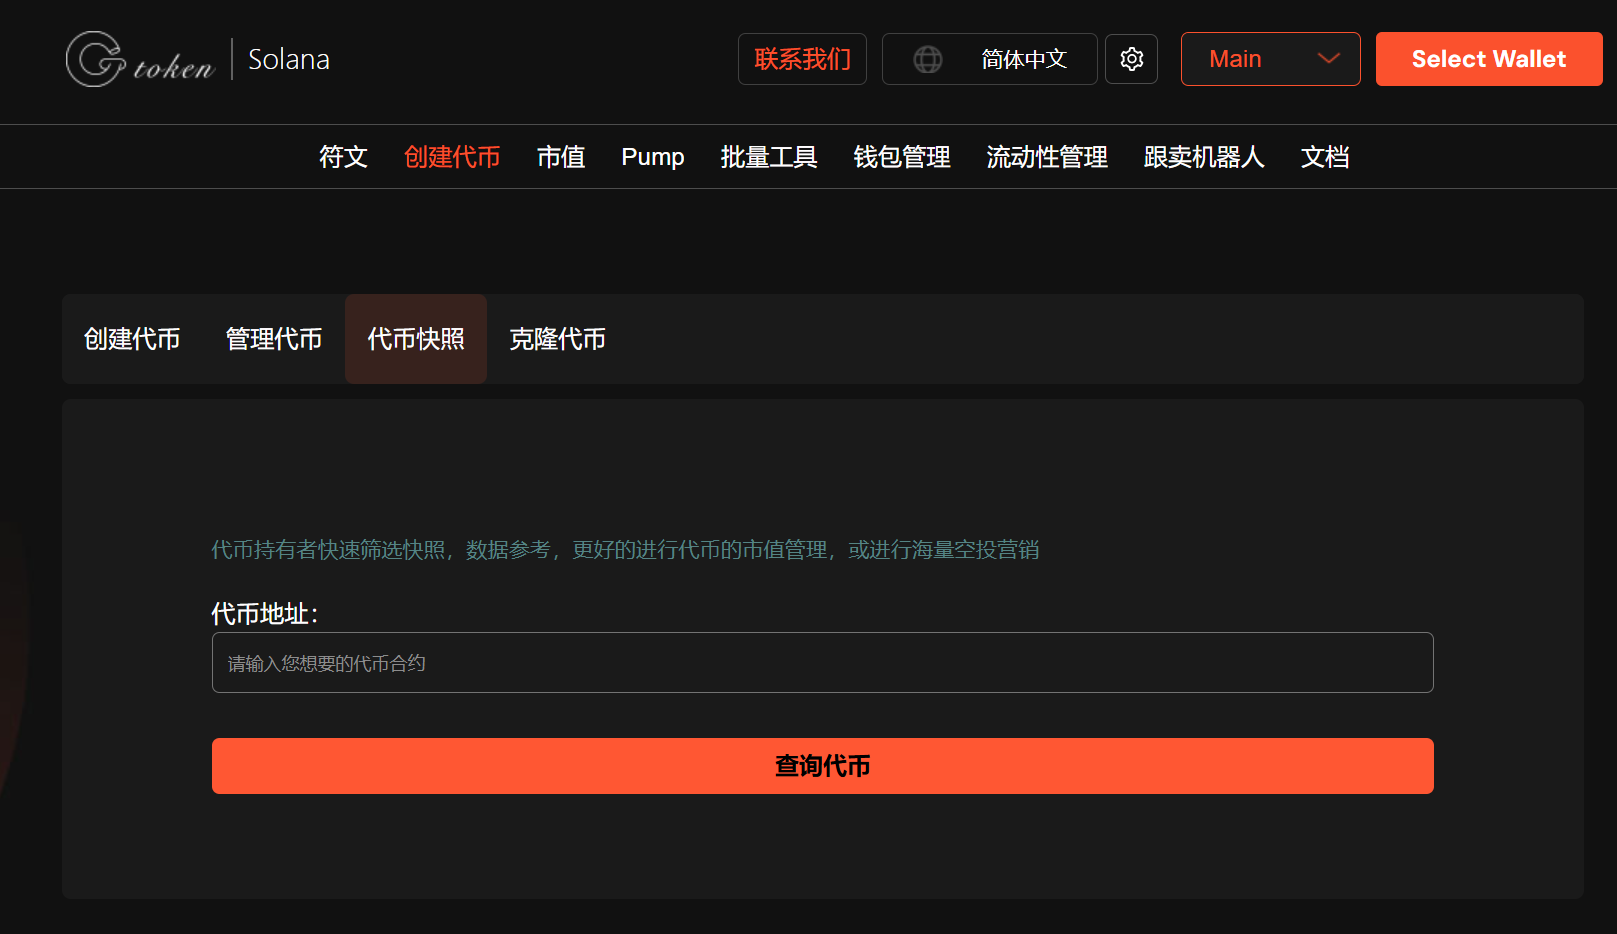 Gtoken | Solana
联系我们
简体中文
Main
Select Wallet
符文 创建代币 市值 Pump 批量工具 钱包管理 流动性管理 跟卖机器人 文档
创建代币 管理代币 代币快照 克隆代币
代币持有者快速筛选快照，数据参考，更好的进行代币的市值管理，或进行海量空投营销
代币地址：
请输入您想要的代币合约
查询代币